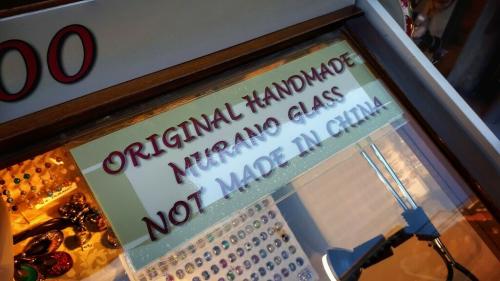 00
ORIGINAL HANDMADE
MURANO GLASS
NOT MADE IN CHINA